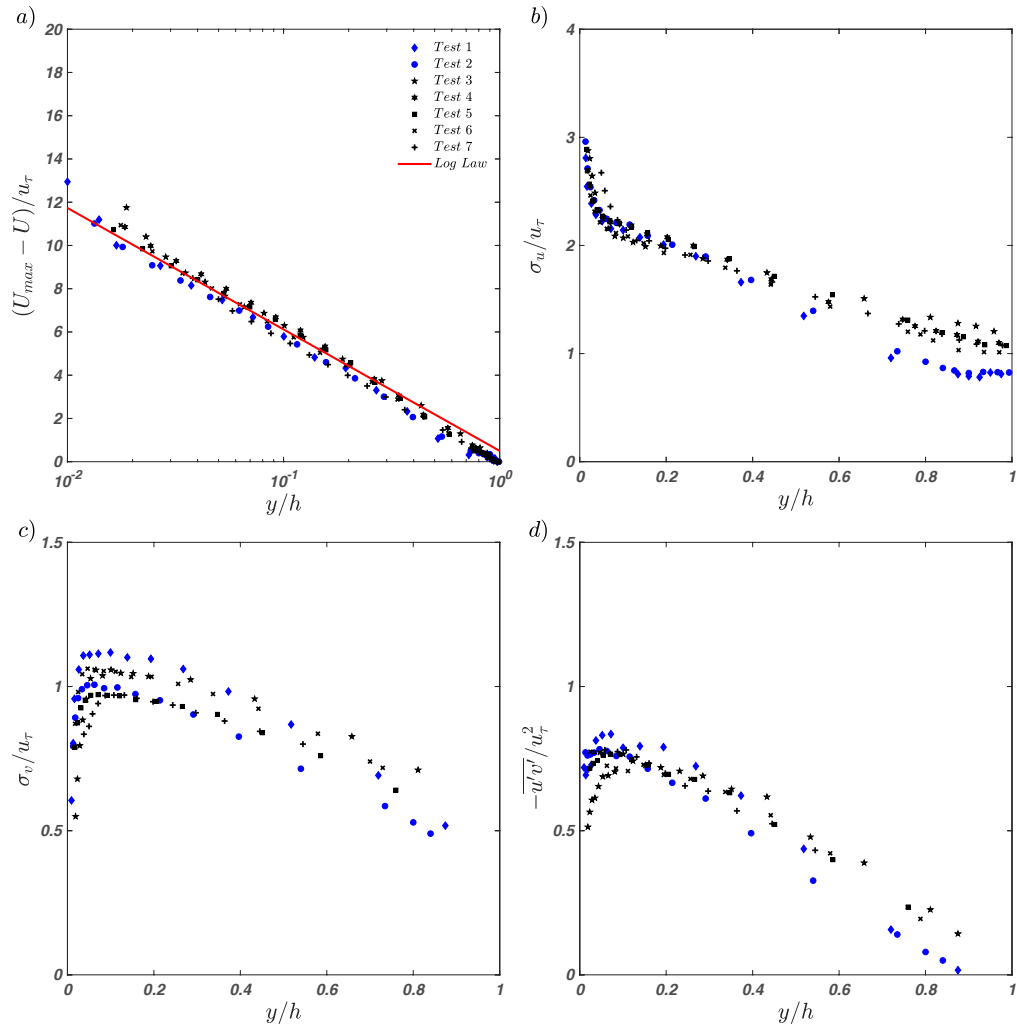 a)
20
18
16
14
12
10
8
6
4
2
0
(U_max − U)/u_τ
10^-2
10^-1
10^0
y/h
Test 1
Test 2
Test 3
Test 4
Test 5
Test 6
Test 7
Log Law
b)
4
3
2
1
0
σ_u/u_τ
0 0.2 0.4 0.6 0.8 1
y/h
c)
1.5
1
0.5
0
σ_v/u_τ
0 0.2 0.4 0.6 0.8 1
y/h
d)
1.5
1
0.5
0
−\overline{u′v′}/u_τ^2
0 0.2 0.4 0.6 0.8 1
y/h